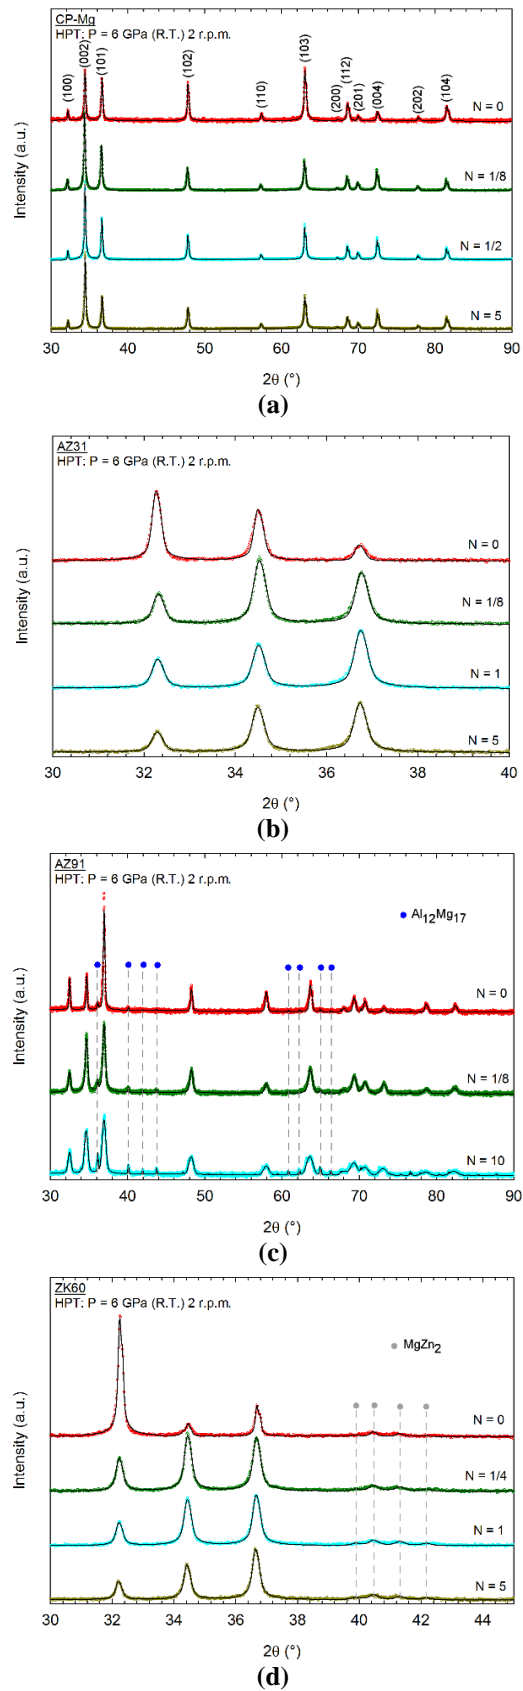 CP-Mg
HPT: P = 6 GPa (R.T.) 2 r.p.m.
(100)
(002)
(101)
(102)
(110)
(103)
(200)
(112)
(201)
(004)
(202)
(104)
N = 0
N = 1/8
N = 1/2
N = 5
Intensity (a.u.)
30 40 50 60 70 80 90
2θ (°)
(a)
AZ31
HPT: P = 6 GPa (R.T.) 2 r.p.m.
N = 0
N = 1/8
N = 1
N = 5
Intensity (a.u.)
30 32 34 36 38 40
2θ (°)
(b)
AZ91
HPT: P = 6 GPa (R.T.) 2 r.p.m.
Al12Mg17
N = 0
N = 1/8
N = 10
Intensity (a.u.)
30 40 50 60 70 80 90
2θ (°)
(c)
ZK60
HPT: P = 6 GPa (R.T.) 2 r.p.m.
MgZn2
N = 0
N = 1/4
N = 1
N = 5
Intensity (a.u.)
30 32 34 36 38 40 42 44
2θ (°)
(d)